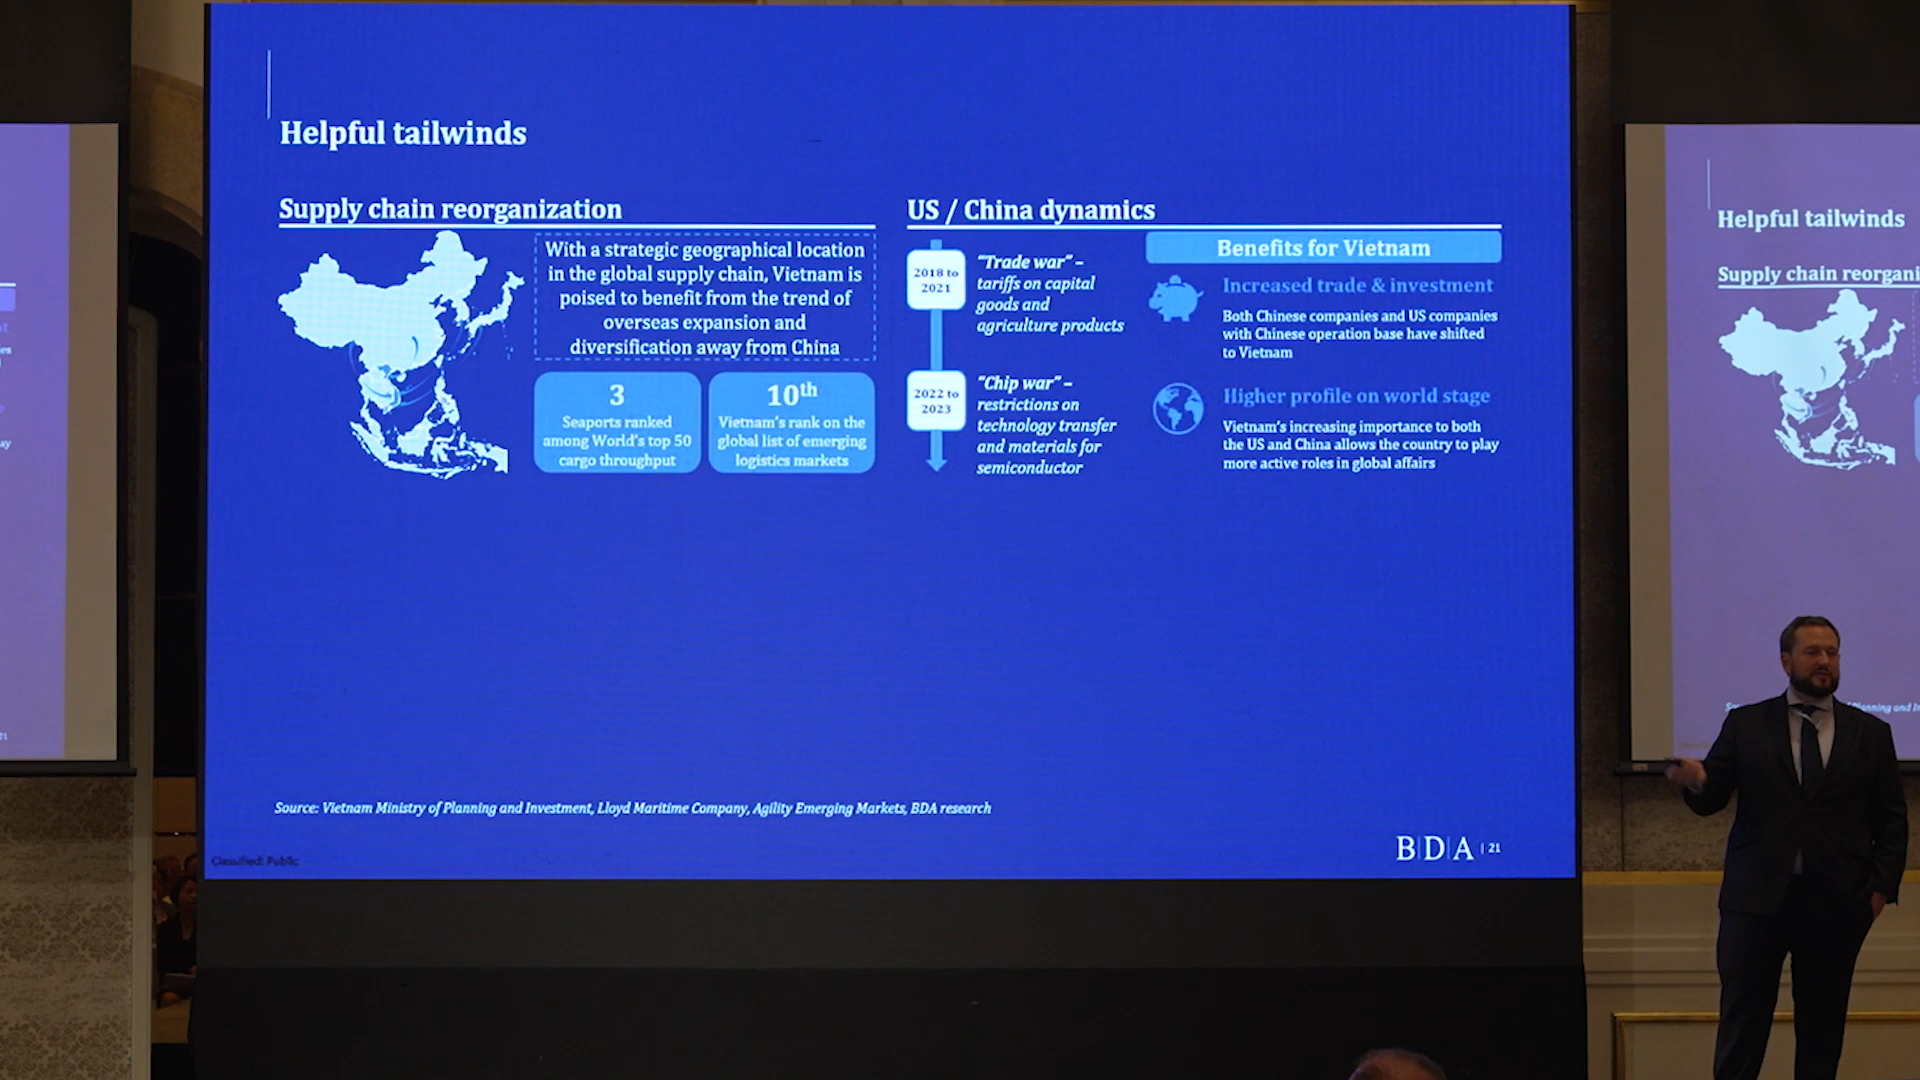 Helpful tailwinds
Supply chain reorganization
With a strategic geographical location
in the global supply chain, Vietnam is
poised to benefit from the trend of
overseas expansion and
diversification away from China
3
Seaports ranked
among World's top 50
cargo throughput
10th
Vietnam's rank on the
global list of emerging
logistics markets
US / China dynamics
2018 to
2021
"Trade war" –
tariffs on capital
goods and
agriculture products
2022 to
2023
"Chip war" –
restrictions on
technology transfer
and materials for
semiconductor
Benefits for Vietnam
Increased trade & investment
Both Chinese companies and US companies
with Chinese operation base have shifted
to Vietnam
Higher profile on world stage
Vietnam's increasing importance to both
the US and China allows the country to play
more active roles in global affairs
Source: Vietnam Ministry of Planning and Investment, Lloyd Maritime Company, Agility Emerging Markets, BDA research
Classified: Public
BDA | 21
Helpful tailwinds
Supply chain reorgani
Planning and In
21